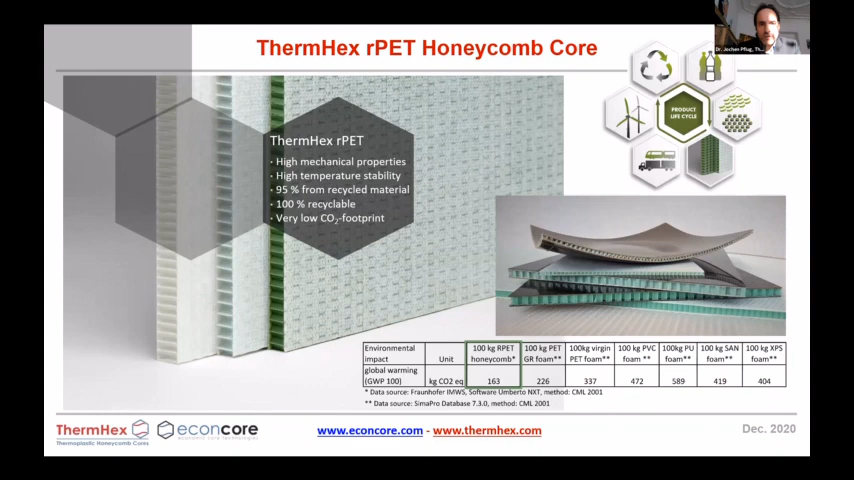 ThermHex rPET Honeycomb Core
Dr. Jochen Pflug, Th...
PRODUCT
LIFE CYCLE
ThermHex rPET
· High mechanical properties
· High temperature stability
· 95 % from recycled material
· 100 % recyclable
· Very low CO2-footprint
Environmental impact | Unit | 100 kg RPET honeycomb* | 100 kg PET GR foam** | 100kg virgin PET foam** | 100 kg PVC foam ** | 100kg PU foam** | 100 kg SAN foam** | 100 kg XPS foam**
global warming (GWP 100) | kg CO2 eq | 163 | 226 | 337 | 472 | 589 | 419 | 404
* Data source: Fraunhofer IMWS, Software Umberto NXT, method: CML 2001
** Data source: SimaPro Database 7.3.0, method: CML 2001
ThermHex
Thermoplastic Honeycomb Cores
econcore
economic core technologies
www.econcore.com - www.thermhex.com
Dec. 2020